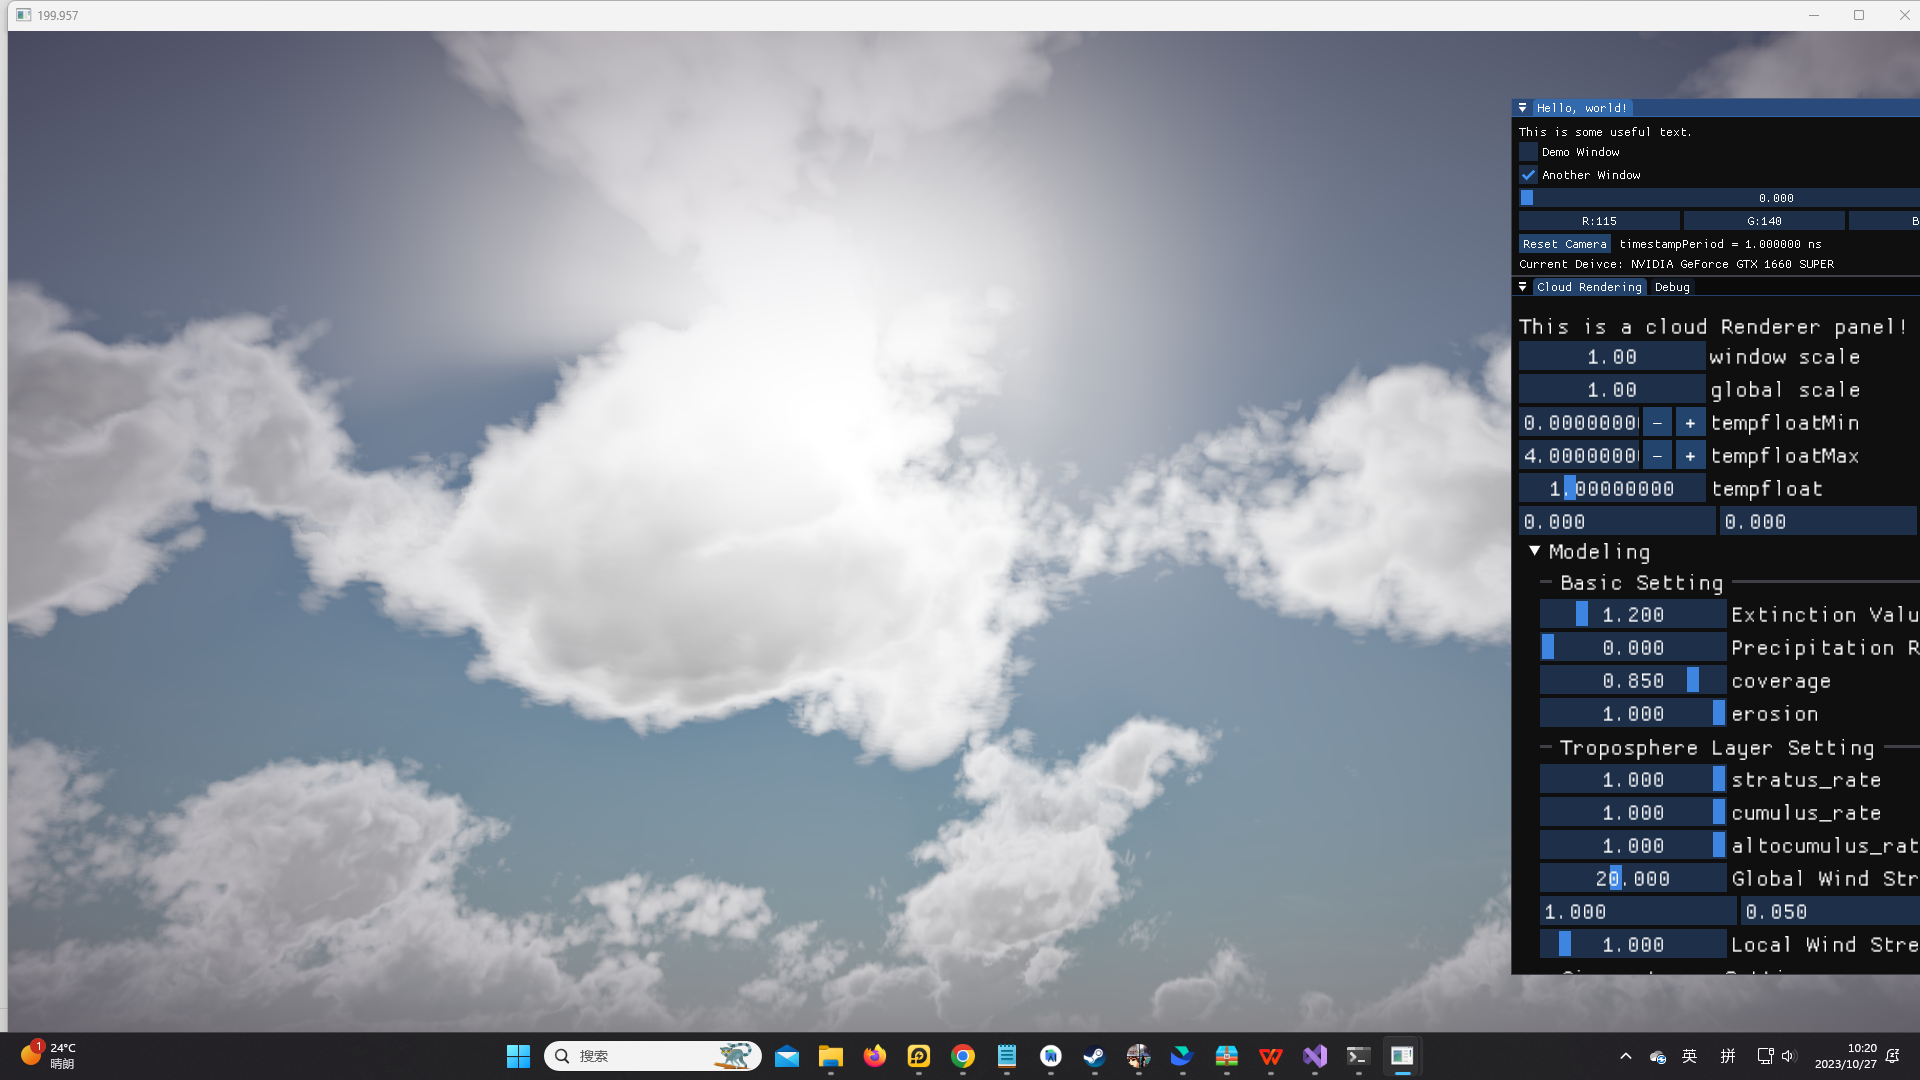 199.957
Hello, world!
This is some useful text.
Demo Window
Another Window
0.000
R:115 G:140 B
Reset Camera timestampPeriod = 1.000000 ns
Current Deivce: NVIDIA GeForce GTX 1660 SUPER
Cloud Rendering Debug
This is a cloud Renderer panel!
1.00 window scale
1.00 global scale
0.0000000 - + tempfloatMin
4.0000000 - + tempfloatMax
1.00000000 tempfloat
0.000 0.000
Modeling
Basic Setting
1.200 Extinction Valu
0.000 Precipitation R
0.850 coverage
1.000 erosion
Troposphere Layer Setting
1.000 stratus_rate
1.000 cumulus_rate
1.000 altocumulus_rat
20.000 Global Wind Str
1.000 0.050
1.000 Local Wind Stre
1
24°C
晴朗
搜索
英 拼
10:20
2023/10/27